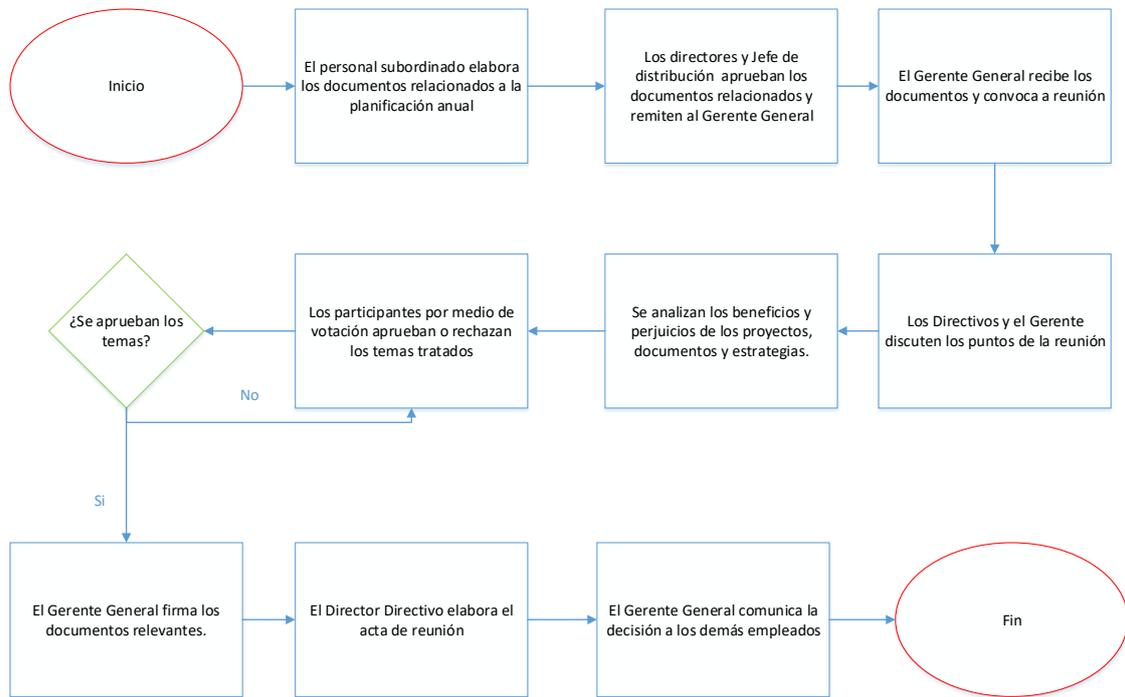 Inicio
El personal subordinado elabora
los documentos relacionados a la
planificación anual
Los directores y Jefe de
distribución aprueban los
documentos relacionados y
remiten al Gerente General
El Gerente General recibe los
documentos y convoca a reunión
Los Directivos y el Gerente
discuten los puntos de la reunión
Se analizan los beneficios y
perjuicios de los proyectos,
documentos y estrategias.
Los participantes por medio de
votación aprueban o rechazan
los temas tratados
¿Se aprueban los
temas?
No
Si
El Gerente General firma los
documentos relevantes.
El Director Directivo elabora el
acta de reunión
El Gerente General comunica la
decisión a los demás empleados
Fin